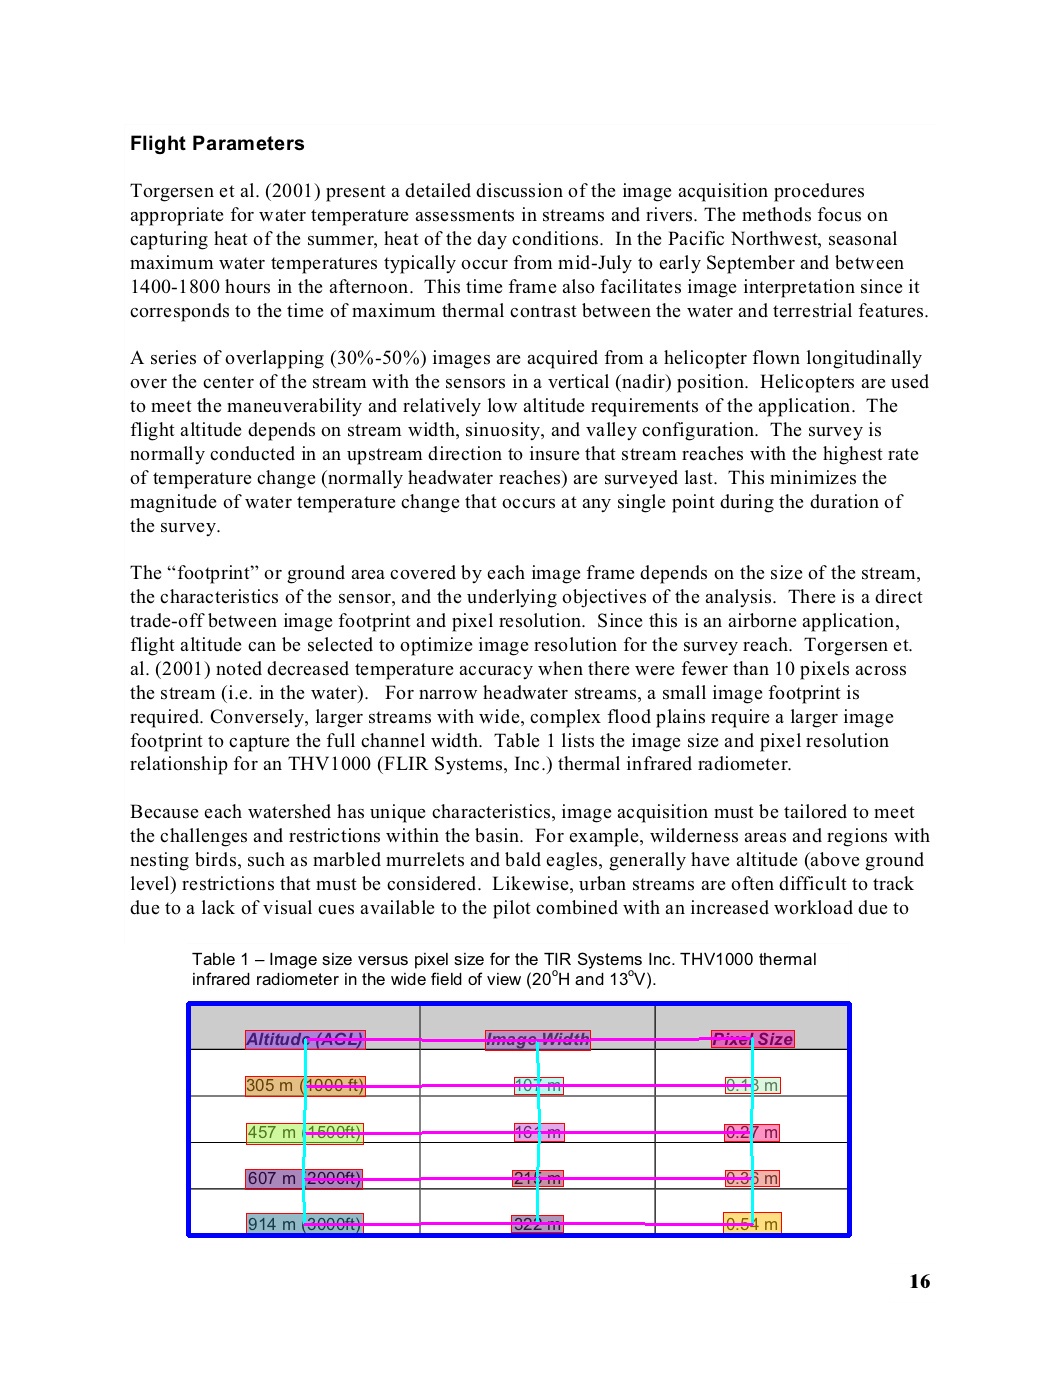 Flight Parameters
Torgersen et al. (2001) present a detailed discussion of the image acquisition procedures
appropriate for water temperature assessments in streams and rivers. The methods focus on
capturing heat of the summer, heat of the day conditions.  In the Pacific Northwest, seasonal
maximum water temperatures typically occur from mid-July to early September and between
1400-1800 hours in the afternoon.  This time frame also facilitates image interpretation since it
corresponds to the time of maximum thermal contrast between the water and terrestrial features.
A series of overlapping (30%-50%) images are acquired from a helicopter flown longitudinally
over the center of the stream with the sensors in a vertical (nadir) position.  Helicopters are used
to meet the maneuverability and relatively low altitude requirements of the application.  The
flight altitude depends on stream width, sinuosity, and valley configuration.  The survey is
normally conducted in an upstream direction to insure that stream reaches with the highest rate
of temperature change (normally headwater reaches) are surveyed last.  This minimizes the
magnitude of water temperature change that occurs at any single point during the duration of
the survey.
The “footprint” or ground area covered by each image frame depends on the size of the stream,
the characteristics of the sensor, and the underlying objectives of the analysis.  There is a direct
trade-off between image footprint and pixel resolution.  Since this is an airborne application,
flight altitude can be selected to optimize image resolution for the survey reach.  Torgersen et.
al. (2001) noted decreased temperature accuracy when there were fewer than 10 pixels across
the stream (i.e. in the water).   For narrow headwater streams, a small image footprint is
required. Conversely, larger streams with wide, complex flood plains require a larger image
footprint to capture the full channel width.  Table 1 lists the image size and pixel resolution
relationship for an THV1000 (FLIR Systems, Inc.) thermal infrared radiometer.
Because each watershed has unique characteristics, image acquisition must be tailored to meet
the challenges and restrictions within the basin.  For example, wilderness areas and regions with
nesting birds, such as marbled murrelets and bald eagles, generally have altitude (above ground
level) restrictions that must be considered.  Likewise, urban streams are often difficult to track
due to a lack of visual cues available to the pilot combined with an increased workload due to
Table 1 – Image size versus pixel size for the TIR Systems Inc. THV1000 thermal
infrared radiometer in the wide field of view (20°H and 13°V).
Altitude (AGL) Image Width Pixel Size
305 m (1000 ft) 107 m 0.18 m
457 m (1500ft) 161 m 0.27 m
607 m (2000ft) 215 m 0.36 m
914 m (3000ft) 322 m 0.54 m
16